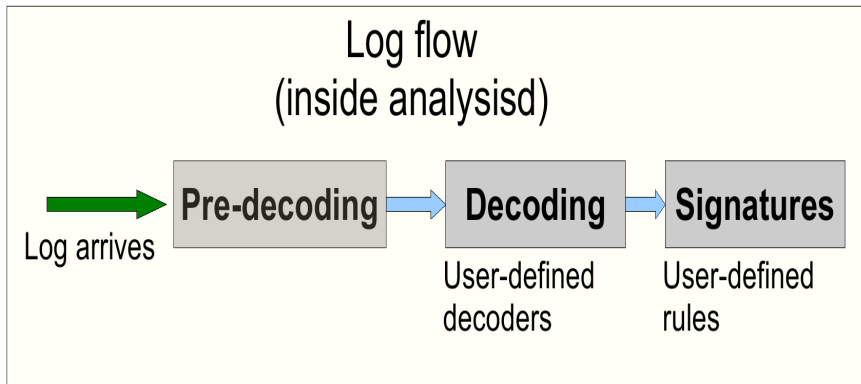 Log flow
(inside analysisd)
Log arrives
Pre-decoding
Decoding
Signatures
User-defined
decoders
User-defined
rules